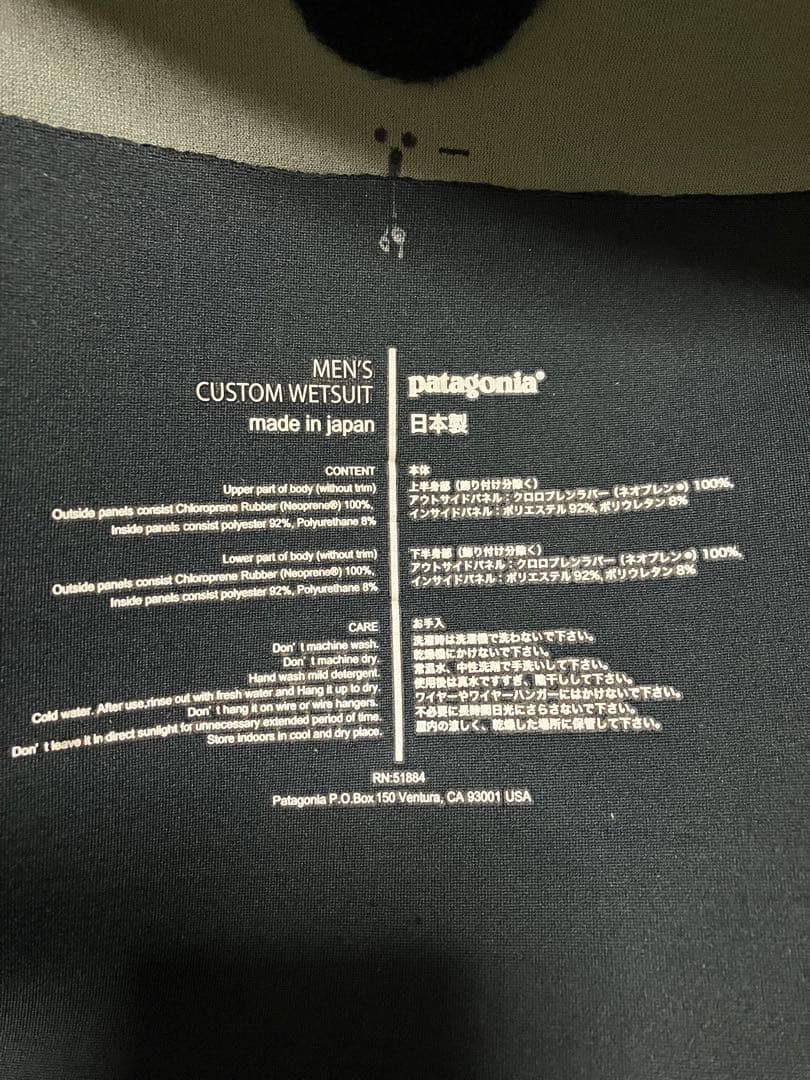 69
MEN'S
CUSTOM WETSUIT
made in japan
CONTENT
Upper part of body (without trim)
Outside panels consist Chloroprene Rubber (Neoprene®) 100%,
Inside panels consist polyester 92%, Polyurethane 8%
Lower part of body (without trim)
Outside panels consist Chloroprene Rubber (Neoprene®) 100%,
Inside panels consist polyester 92%, Polyurethane 8%
CARE
Don't machine wash.
Don't machine dry.
Hand wash mild detergent.
Cold water. After use,rinse out with fresh water and Hang it up to dry.
Don't hang it on wire or wire hangers.
Don't leave it in direct sunlight for unnecessary extended period of time.
Store indoors in cool and dry place.
patagonia®
日本製
本体
上半身部（飾り付け分除く）
アウトサイドパネル：クロロプレンラバー（ネオプレン®）100%,
インサイドパネル：ポリエステル92%, ポリウレタン8%
下半身部（飾り付け分除く）
アウトサイドパネル：クロロプレンラバー（ネオプレン®）100%,
インサイドパネル：ポリエステル92%, ポリウレタン8%
お手入
洗濯時は洗濯機で洗わないで下さい。
乾燥機にかけないで下さい。
常温水、中性洗剤で手洗いして下さい。
使用後は真水ですすぎ、陰干しして下さい。
ワイヤーやワイヤーハンガーにはかけないで下さい。
不必要に長時間日光にさらさないで下さい。
屋内の涼しく、乾燥した場所に保管して下さい。
RN:51884
Patagonia P.O.Box 150 Ventura, CA 93001 USA